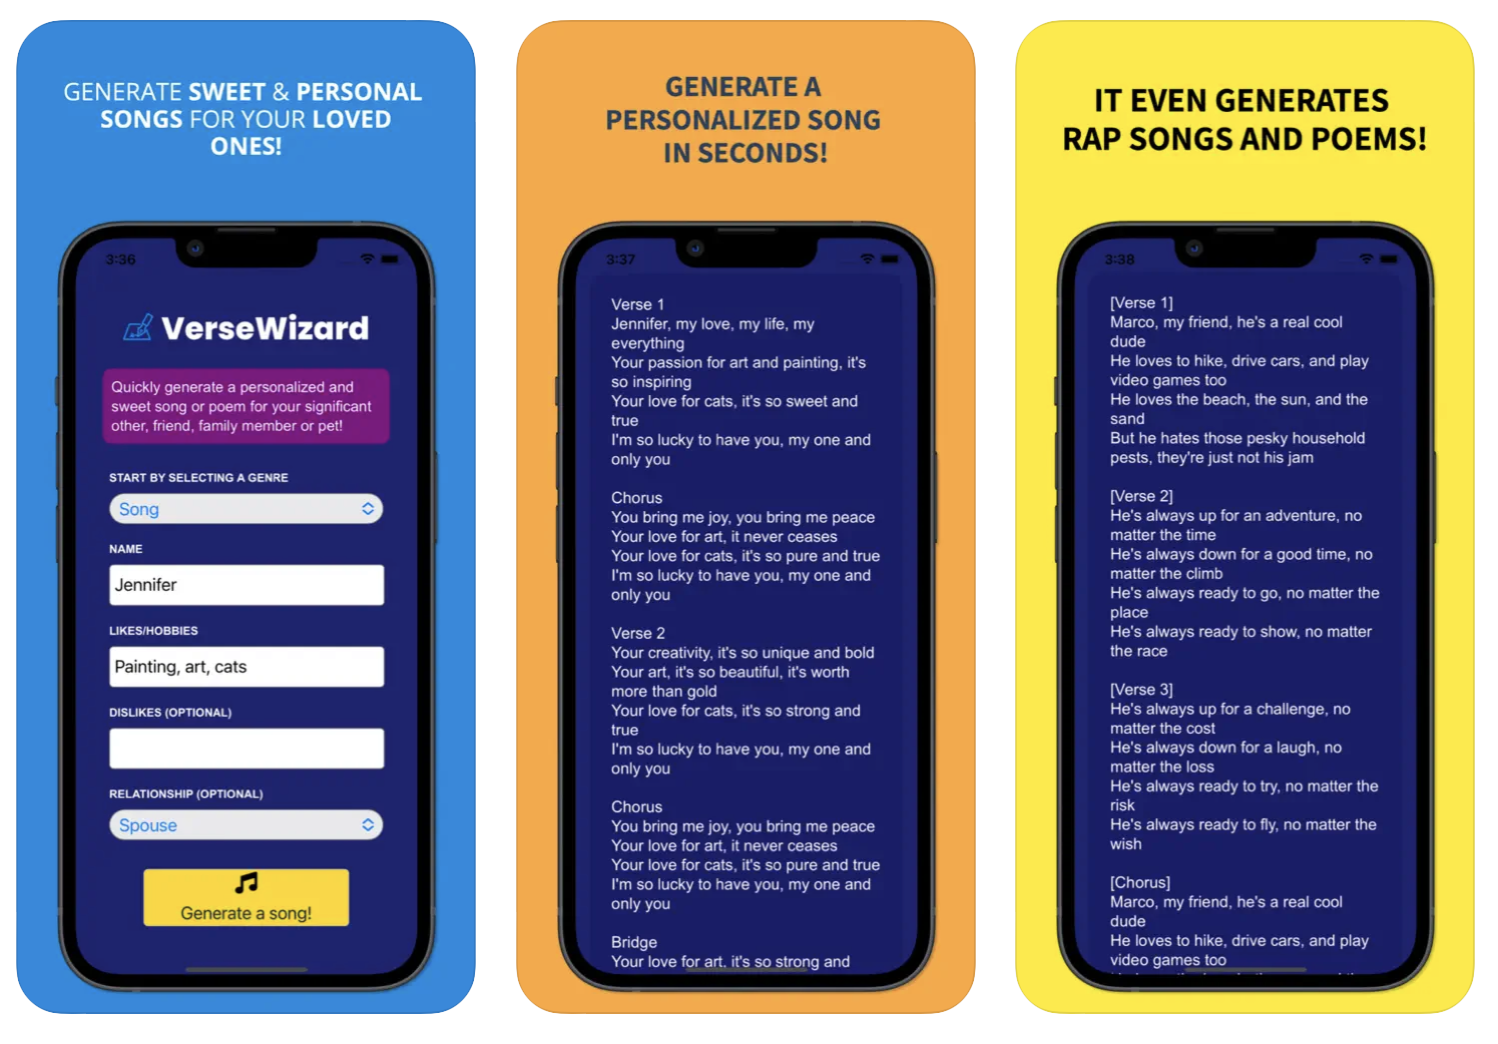 GENERATE SWEET & PERSONAL
SONGS FOR YOUR LOVED
ONES!
3:36
VerseWizard
Quickly generate a personalized and
sweet song or poem for your significant
other, friend, family member or pet!
START BY SELECTING A GENRE
Song
NAME
Jennifer
LIKES/HOBBIES
Painting, art, cats
DISLIKES (OPTIONAL)
RELATIONSHIP (OPTIONAL)
Spouse
Generate a song!
GENERATE A
PERSONALIZED SONG
IN SECONDS!
3:37
Verse 1
Jennifer, my love, my life, my
everything
Your passion for art and painting, it's
so inspiring
Your love for cats, it's so sweet and
true
I'm so lucky to have you, my one and
only you
Chorus
You bring me joy, you bring me peace
Your love for art, it never ceases
Your love for cats, it's so pure and true
I'm so lucky to have you, my one and
only you
Verse 2
Your creativity, it's so unique and bold
Your art, it's so beautiful, it's worth
more than gold
Your love for cats, it's so strong and
true
I'm so lucky to have you, my one and
only you
Chorus
You bring me joy, you bring me peace
Your love for art, it never ceases
Your love for cats, it's so pure and true
I'm so lucky to have you, my one and
only you
Bridge
Your love for art, it's so strong and
IT EVEN GENERATES
RAP SONGS AND POEMS!
3:38
[Verse 1]
Marco, my friend, he's a real cool
dude
He loves to hike, drive cars, and play
video games too
He loves the beach, the sun, and the
sand
But he hates those pesky household
pests, they're just not his jam
[Verse 2]
He's always up for an adventure, no
matter the time
He's always down for a good time, no
matter the climb
He's always ready to go, no matter the
place
He's always ready to show, no matter
the race
[Verse 3]
He's always up for a challenge, no
matter the cost
He's always down for a laugh, no
matter the loss
He's always ready to try, no matter the
risk
He's always ready to fly, no matter the
wish
[Chorus]
Marco, my friend, he's a real cool
dude
He loves to hike, drive cars, and play
video games too